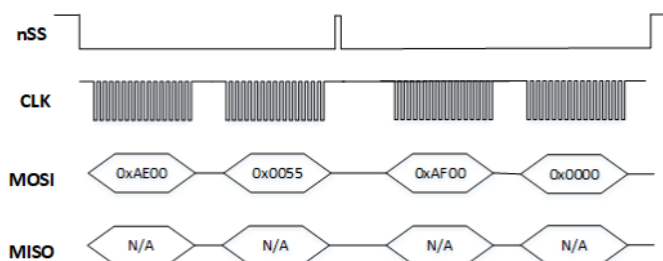 nSS
CLK
MOSI 0xAE00 0x0055 0xAF00 0x0000
MISO N/A N/A N/A N/A